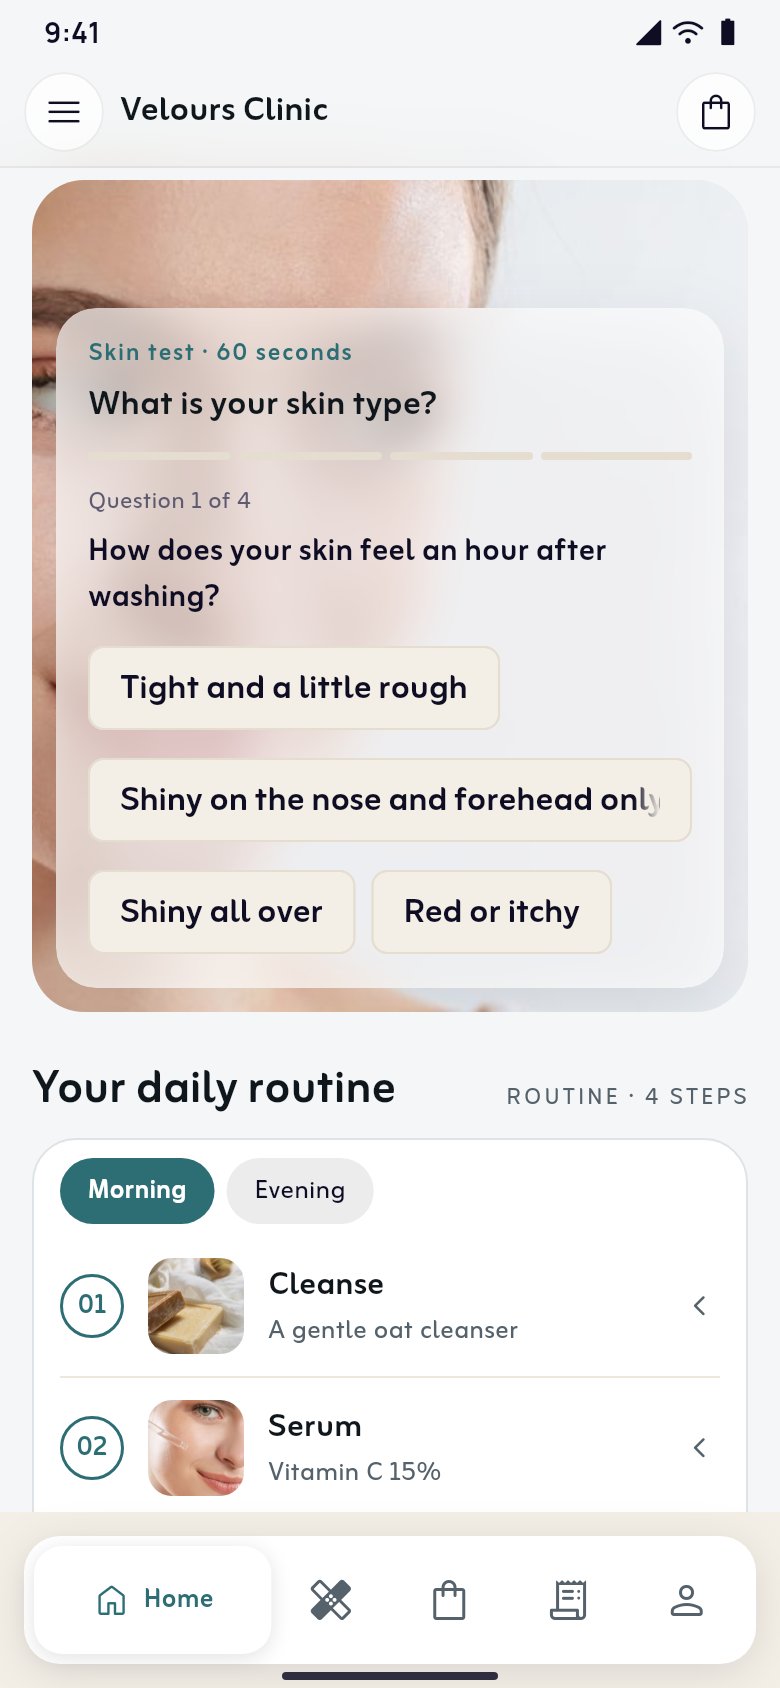 9:41
Velours Clinic
Skin test · 60 seconds
What is your skin type?
Question 1 of 4
How does your skin feel an hour after
washing?
Tight and a little rough
Shiny on the nose and forehead only
Shiny all over
Red or itchy
Your daily routine
ROUTINE · 4 STEPS
Morning
Evening
01
Cleanse
A gentle oat cleanser
02
Serum
Vitamin C 15%
Home